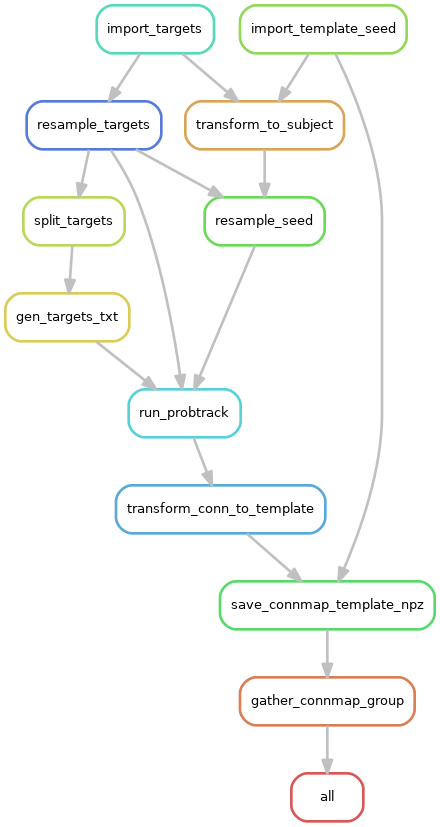 import_targets
import_template_seed
resample_targets
transform_to_subject
split_targets
resample_seed
gen_targets_txt
run_probtrack
transform_conn_to_template
save_connmap_template_npz
gather_connmap_group
all